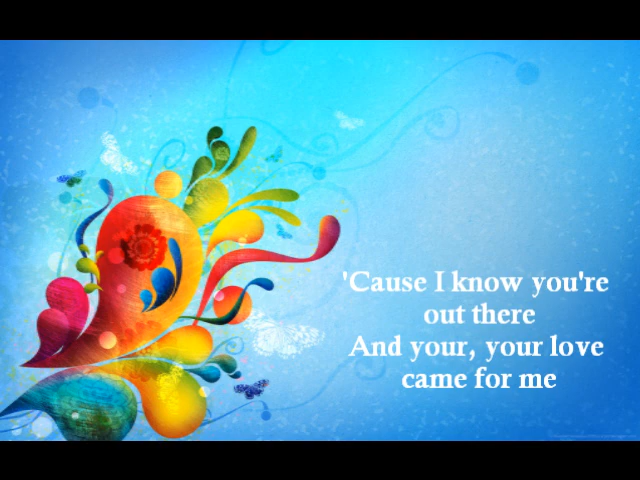 'Cause I know you're
out there
And your, your love
came for me